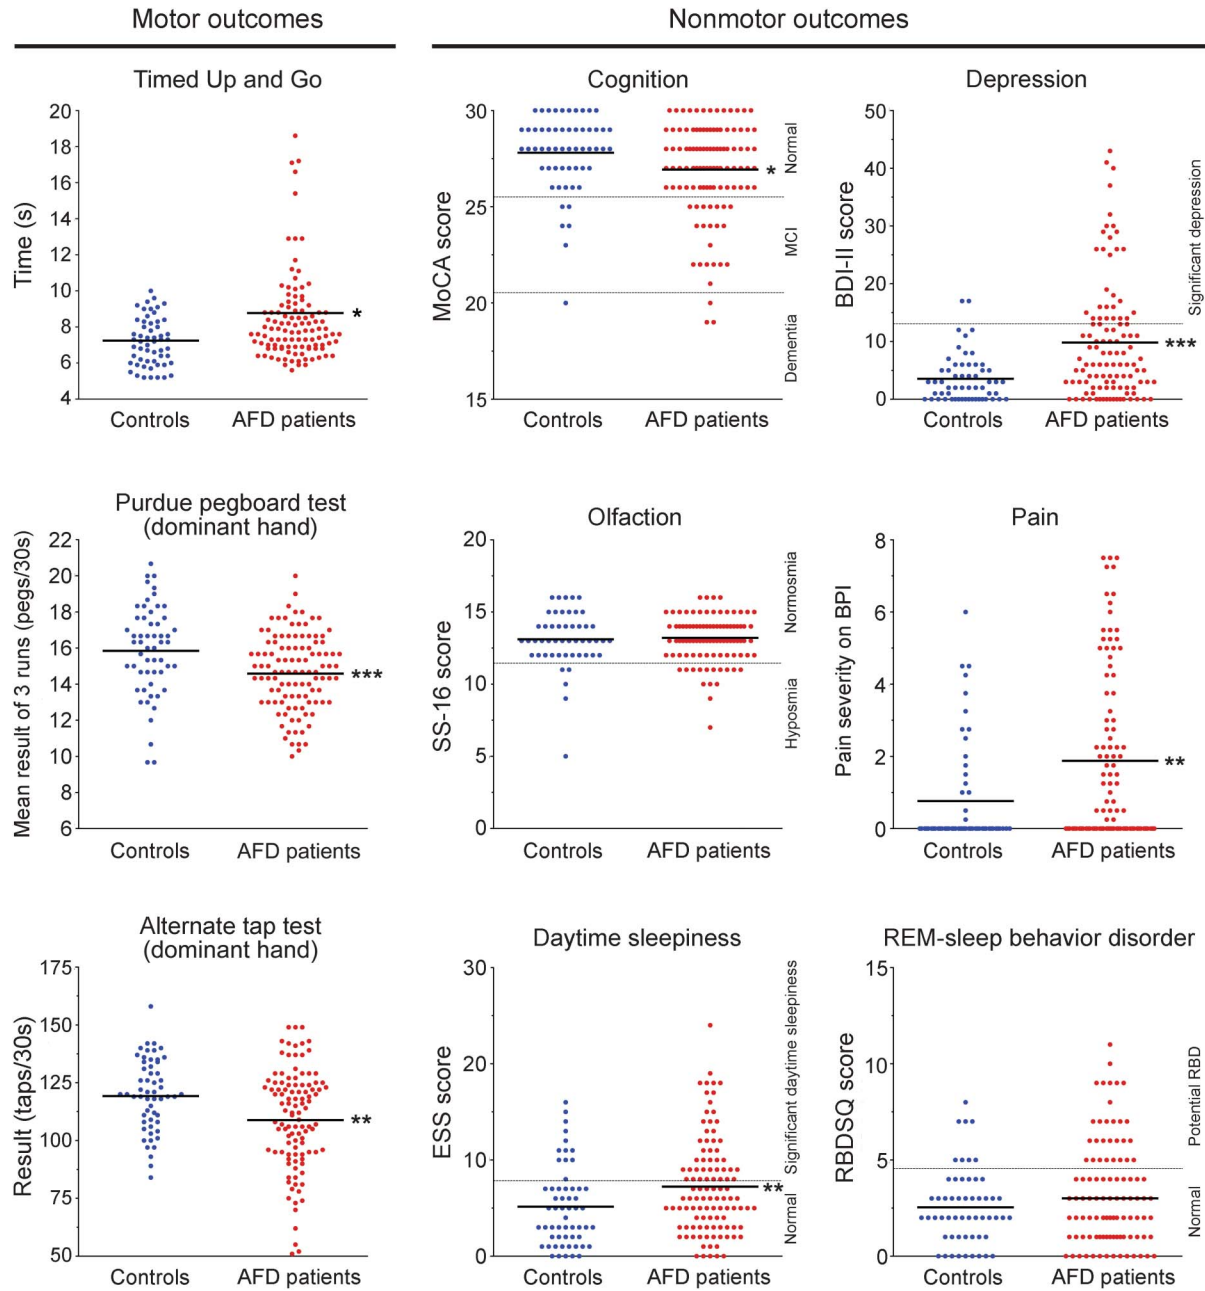 Motor outcomes
Nonmotor outcomes
Timed Up and Go
Time (s)
20
18
16
14
12
10
8
6
4
Controls
AFD patients
*
Cognition
MoCA score
30
25
20
15
Normal
MCI
Dementia
Controls
AFD patients
*
Depression
BDI-II score
50
40
30
20
10
0
Significant depression
Controls
AFD patients
***
Purdue pegboard test
(dominant hand)
Mean result of 3 runs (pegs/30s)
22
20
18
16
14
12
10
8
6
Controls
AFD patients
***
Olfaction
SS-16 score
20
15
10
5
0
Normosmia
Hyposmia
Controls
AFD patients
Pain
Pain severity on BPI
8
6
4
2
0
Controls
AFD patients
**
Alternate tap test
(dominant hand)
Result (taps/30s)
175
150
125
100
75
50
Controls
AFD patients
**
Daytime sleepiness
ESS score
30
20
10
0
Significant daytime sleepiness
Normal
Controls
AFD patients
**
REM-sleep behavior disorder
RBDSQ score
15
10
5
0
Potential RBD
Normal
Controls
AFD patients